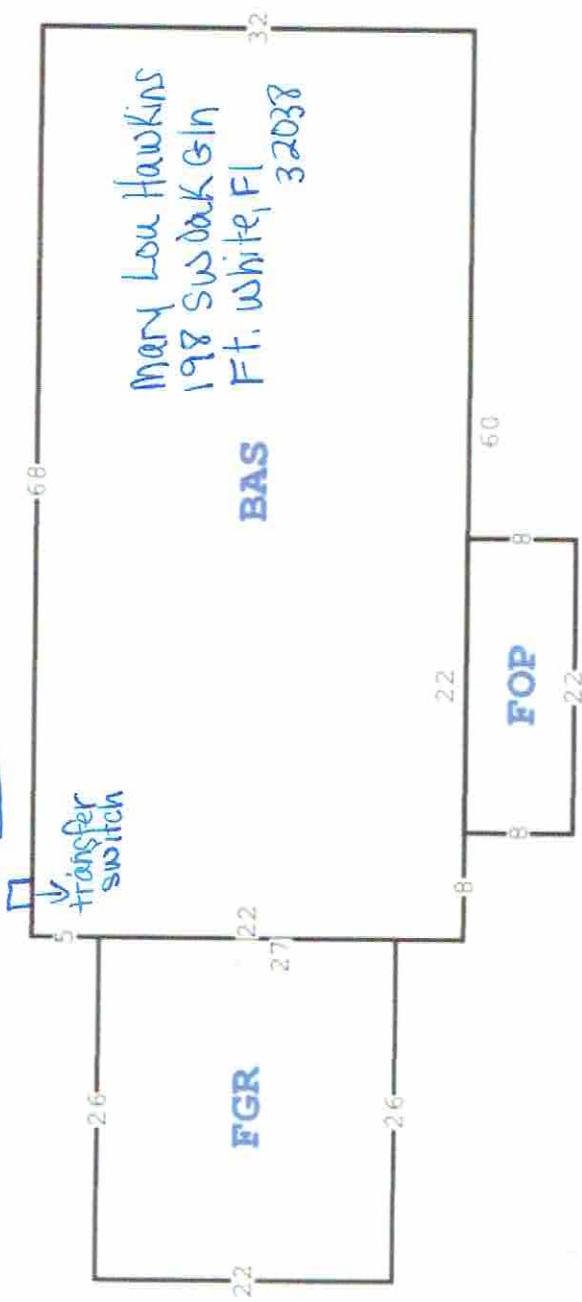 68
32
Mary Lou Hawkins
198 SW Oak Gln
Ft. White, Fl
32038
transfer
switch
BAS
5
22
27
26
FGR
22
26
60
22
8
8
FOP
8
22